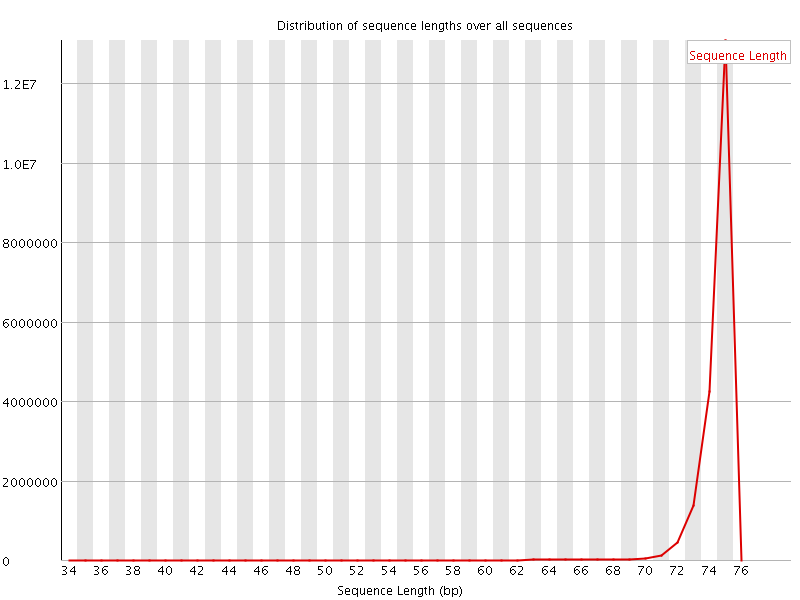 Distribution of sequence lengths over all sequences
Sequence Length
1.2E7
1.0E7
8000000
6000000
4000000
2000000
0
34 36 38 40 42 44 46 48 50 52 54 56 58 60 62 64 66 68 70 72 74 76
Sequence Length (bp)